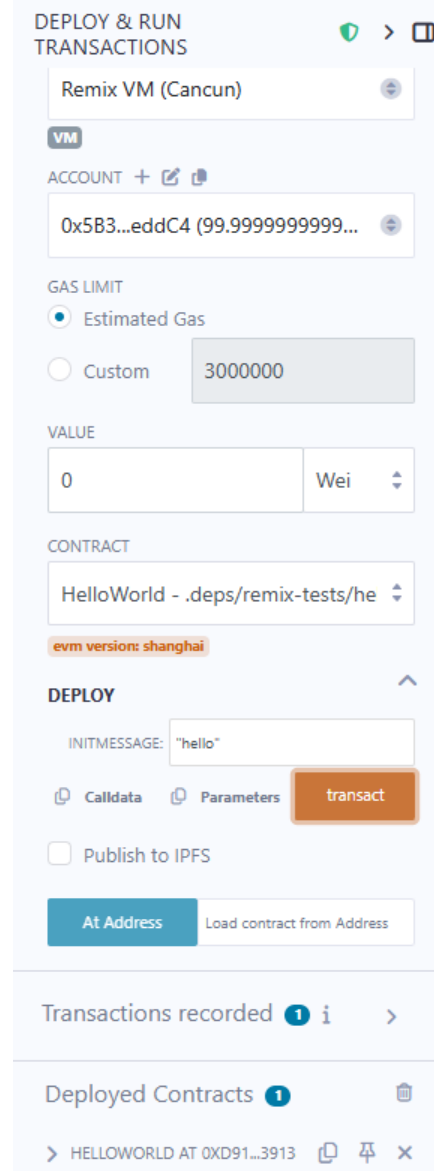 DEPLOY & RUN
TRANSACTIONS
Remix VM (Cancun)
VM
ACCOUNT
0x5B3...eddC4 (99.9999999999...
GAS LIMIT
Estimated Gas
Custom 3000000
VALUE
0 Wei
CONTRACT
HelloWorld - .deps/remix-tests/he
evm version: shanghai
DEPLOY
INITMESSAGE: "hello"
Calldata Parameters transact
Publish to IPFS
At Address Load contract from Address
Transactions recorded 1 i
Deployed Contracts 1
HELLOWORLD AT 0XD91...3913